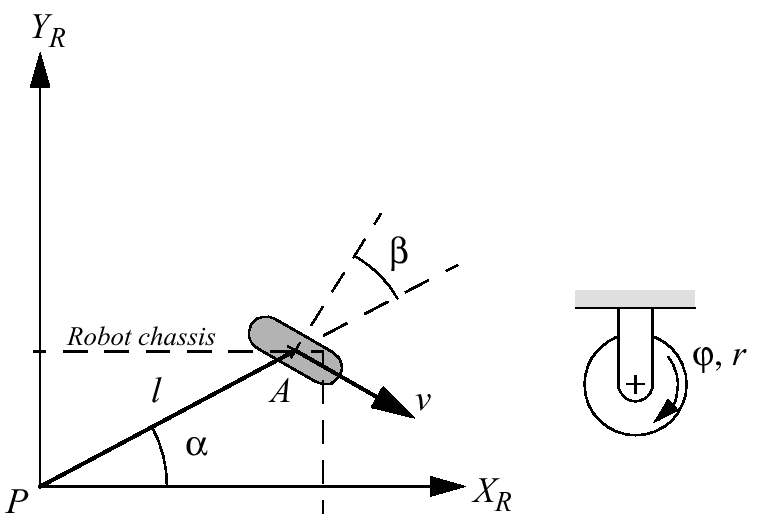 Y_R
β
Robot chassis
φ, r
l
A
v
α
P
X_R